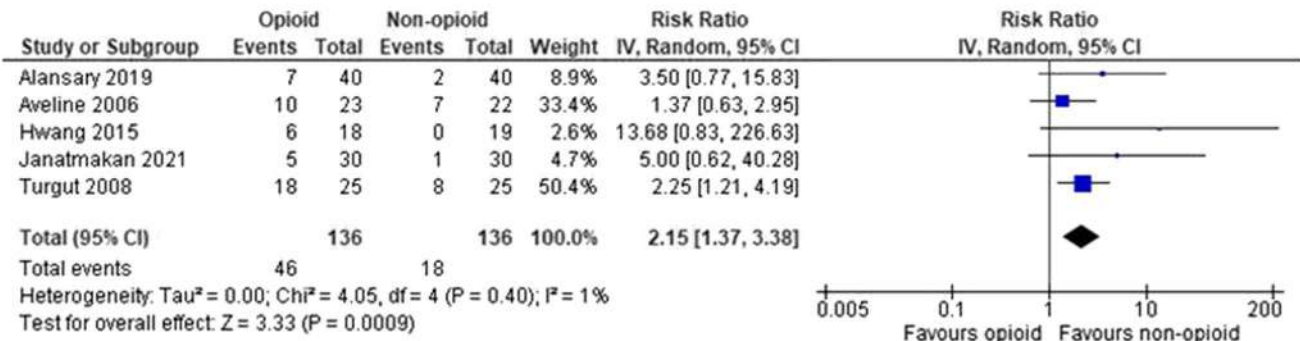 Opioid Non-opioid Risk Ratio Risk Ratio
Study or Subgroup Events Total Events Total Weight IV, Random, 95% CI IV, Random, 95% CI
Alansary 2019 7 40 2 40 8.9% 3.50 [0.77, 15.83]
Aveline 2006 10 23 7 22 33.4% 1.37 [0.63, 2.95]
Hwang 2015 6 18 0 19 2.6% 13.68 [0.83, 226.63]
Janatmakan 2021 5 30 1 30 4.7% 5.00 [0.62, 40.28]
Turgut 2008 18 25 8 25 50.4% 2.25 [1.21, 4.19]
Total (95% CI) 136 136 100.0% 2.15 [1.37, 3.38]
Total events 46 18
Heterogeneity: Tau² = 0.00; Chi² = 4.05, df = 4 (P = 0.40); I² = 1%
Test for overall effect: Z = 3.33 (P = 0.0009)
0.005 0.1 1 10 200
Favours opioid Favours non-opioid